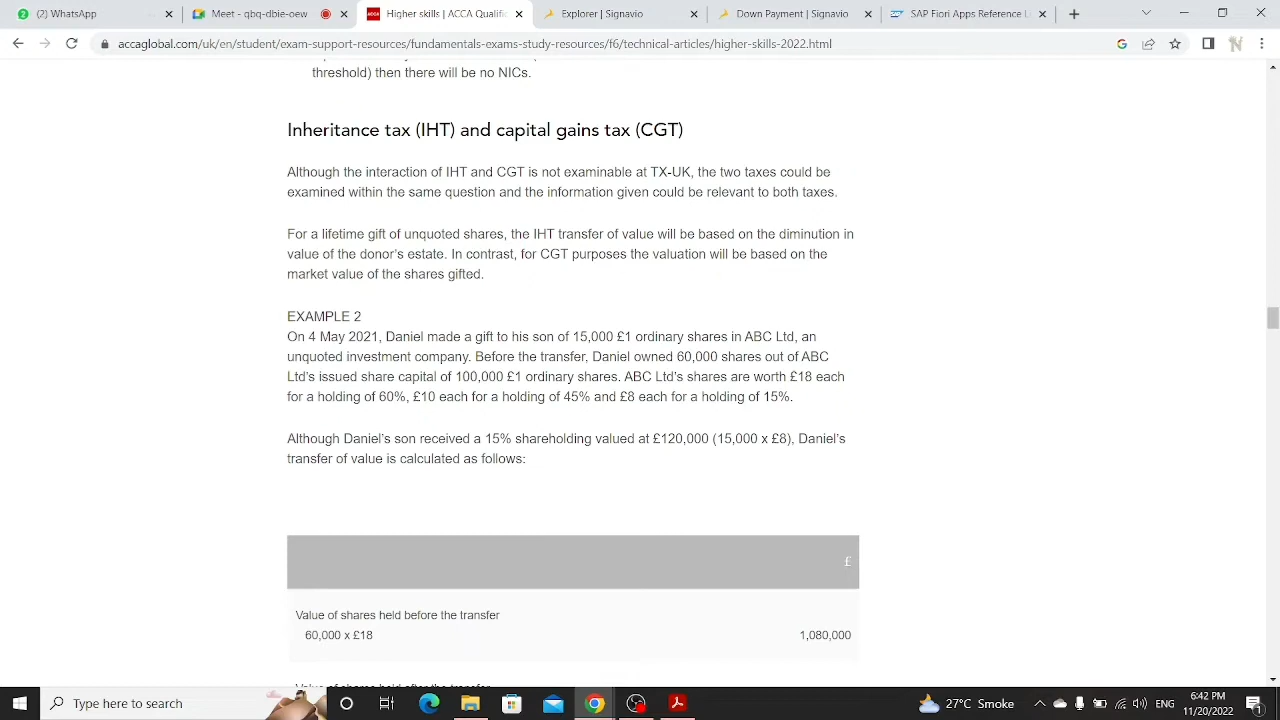 (2) WhatsApp
Meet - qbq-dbie-oew
Higher skills | ACCA Qualific
Explorer | Signavio
Down Payment | Signavio
SAP Fiori Apps Reference L
accaglobal.com/uk/en/student/exam-support-resources/fundamentals-exams-study-resources/f6/technical-articles/higher-skills-2022.html
threshold) then there will be no NICs.
Inheritance tax (IHT) and capital gains tax (CGT)
Although the interaction of IHT and CGT is not examinable at TX-UK, the two taxes could be
examined within the same question and the information given could be relevant to both taxes.
For a lifetime gift of unquoted shares, the IHT transfer of value will be based on the diminution in
value of the donor’s estate. In contrast, for CGT purposes the valuation will be based on the
market value of the shares gifted.
EXAMPLE 2
On 4 May 2021, Daniel made a gift to his son of 15,000 £1 ordinary shares in ABC Ltd, an
unquoted investment company. Before the transfer, Daniel owned 60,000 shares out of ABC
Ltd’s issued share capital of 100,000 £1 ordinary shares. ABC Ltd’s shares are worth £18 each
for a holding of 60%, £10 each for a holding of 45% and £8 each for a holding of 15%.
Although Daniel’s son received a 15% shareholding valued at £120,000 (15,000 x £8), Daniel’s
transfer of value is calculated as follows:
£
Value of shares held before the transfer
60,000 x £18 1,080,000
Type here to search
27°C Smoke
ENG
6:42 PM
11/20/2022